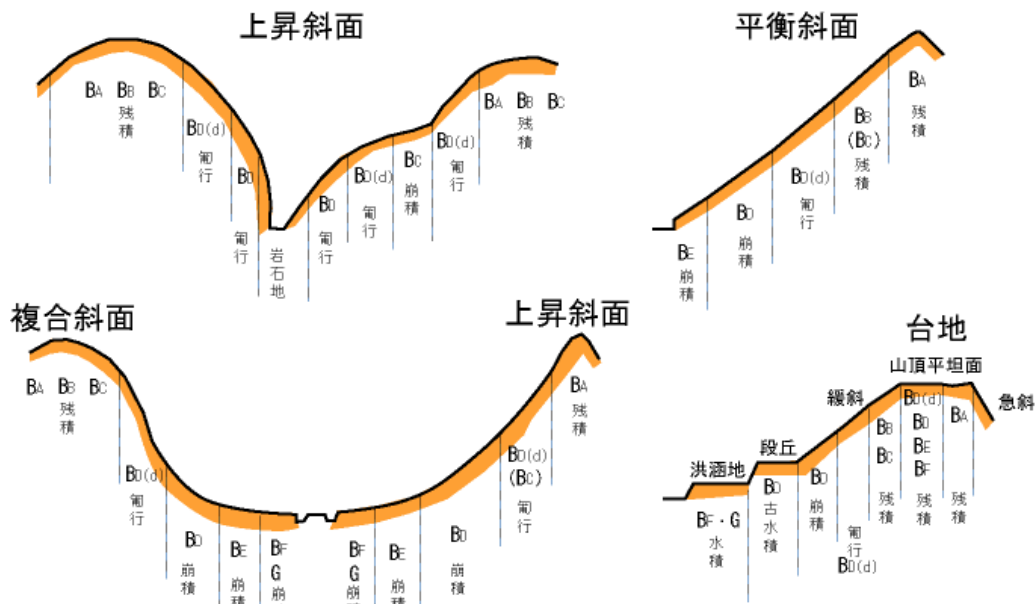 上昇斜面
BA BB BC
残積
BD(d)
匍行
BD
匍行
岩石地
BD
匍行
BD(d)
匍行
BC
崩積
BD(d)
匍行
BA BB BC
残積
平衡斜面
BE
崩積
BD
崩積
BD(d)
匍行
BB
(BC)
残積
BA
残積
複合斜面
BA BB BC
残積
BD(d)
匍行
BD
崩積
BE
崩積
BF
G
崩
上昇斜面
BF
G
崩積
BE
崩積
BD
崩積
BD(d)
(BC)
匍行
BA
残積
台地
山頂平坦面
緩斜
急斜
段丘
洪涵地
BF・G
水積
BD
古水積
BD
崩積
匍行
BD(d)
BB
BC
残積
BD(d)
BD
BE
BF
残積
BA
残積